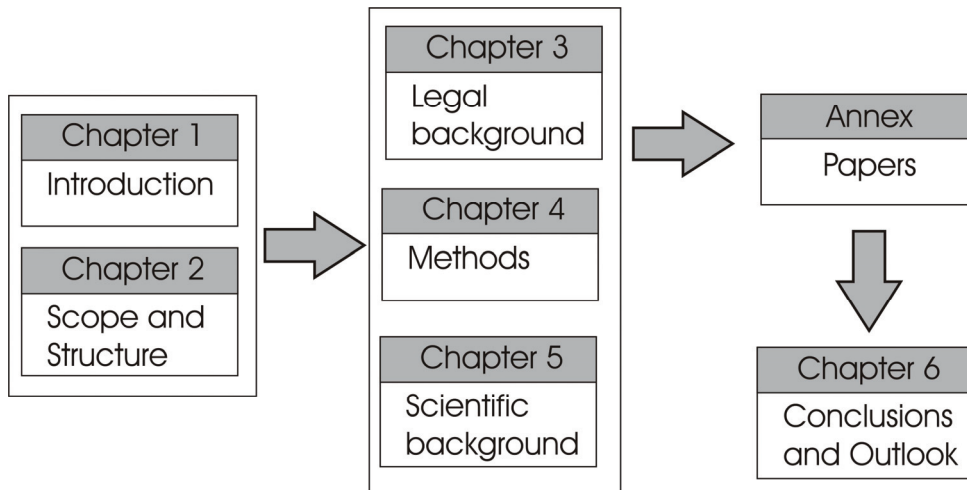 Chapter 1
Introduction
Chapter 2
Scope and
Structure
Chapter 3
Legal
background
Chapter 4
Methods
Chapter 5
Scientific
background
Annex
Papers
Chapter 6
Conclusions
and Outlook